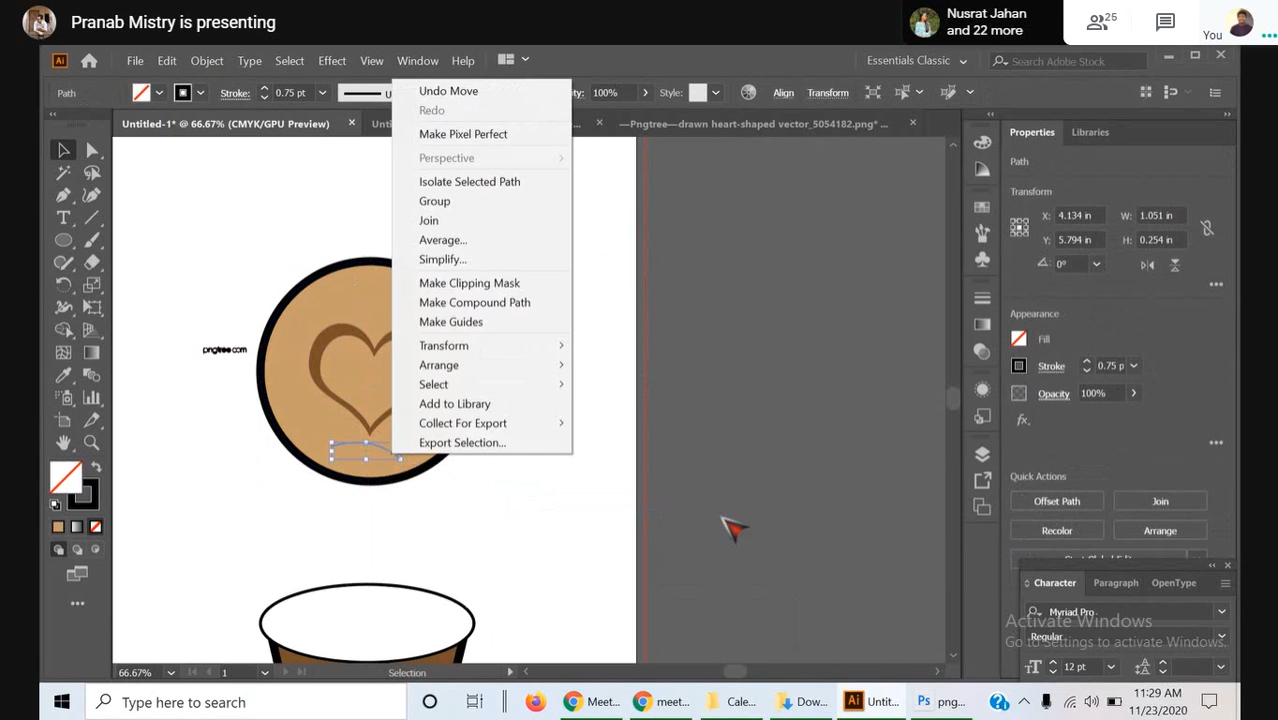 Pranab Mistry is presenting
Nusrat Jahan
and 22 more
25
You
Ai
File Edit Object Type Select Effect View Window Help
Essentials Classic
Search Adobe Stock
Path
Stroke:
0.75 pt
100%
Style:
Align
Transform
Untitled-1* @ 66.67% (CMYK/GPU Preview)
—Pngtree—drawn heart-shaped vector_5054182.png* ...
Undo Move
Redo
Make Pixel Perfect
Perspective
Isolate Selected Path
Group
Join
Average...
Simplify...
Make Clipping Mask
Make Compound Path
Make Guides
Transform
Arrange
Select
Add to Library
Collect For Export
Export Selection...
pngtree.com
Properties
Libraries
Path
Transform
X: 4.134 in
W: 1.051 in
Y: 5.794 in
H: 0.254 in
0°
Appearance
Fill
Stroke
0.75 p
Opacity
100%
fx.
Quick Actions
Offset Path
Join
Recolor
Arrange
Character
Paragraph
OpenType
Myriad Pro
Regular
12 pt
Activate Windows
Go to Settings to activate Windows.
66.67%
1
Selection
Type here to search
Meet...
meet...
Cale...
Dow...
Ai
Untit...
Ps
png...
11:29 AM
11/23/2020